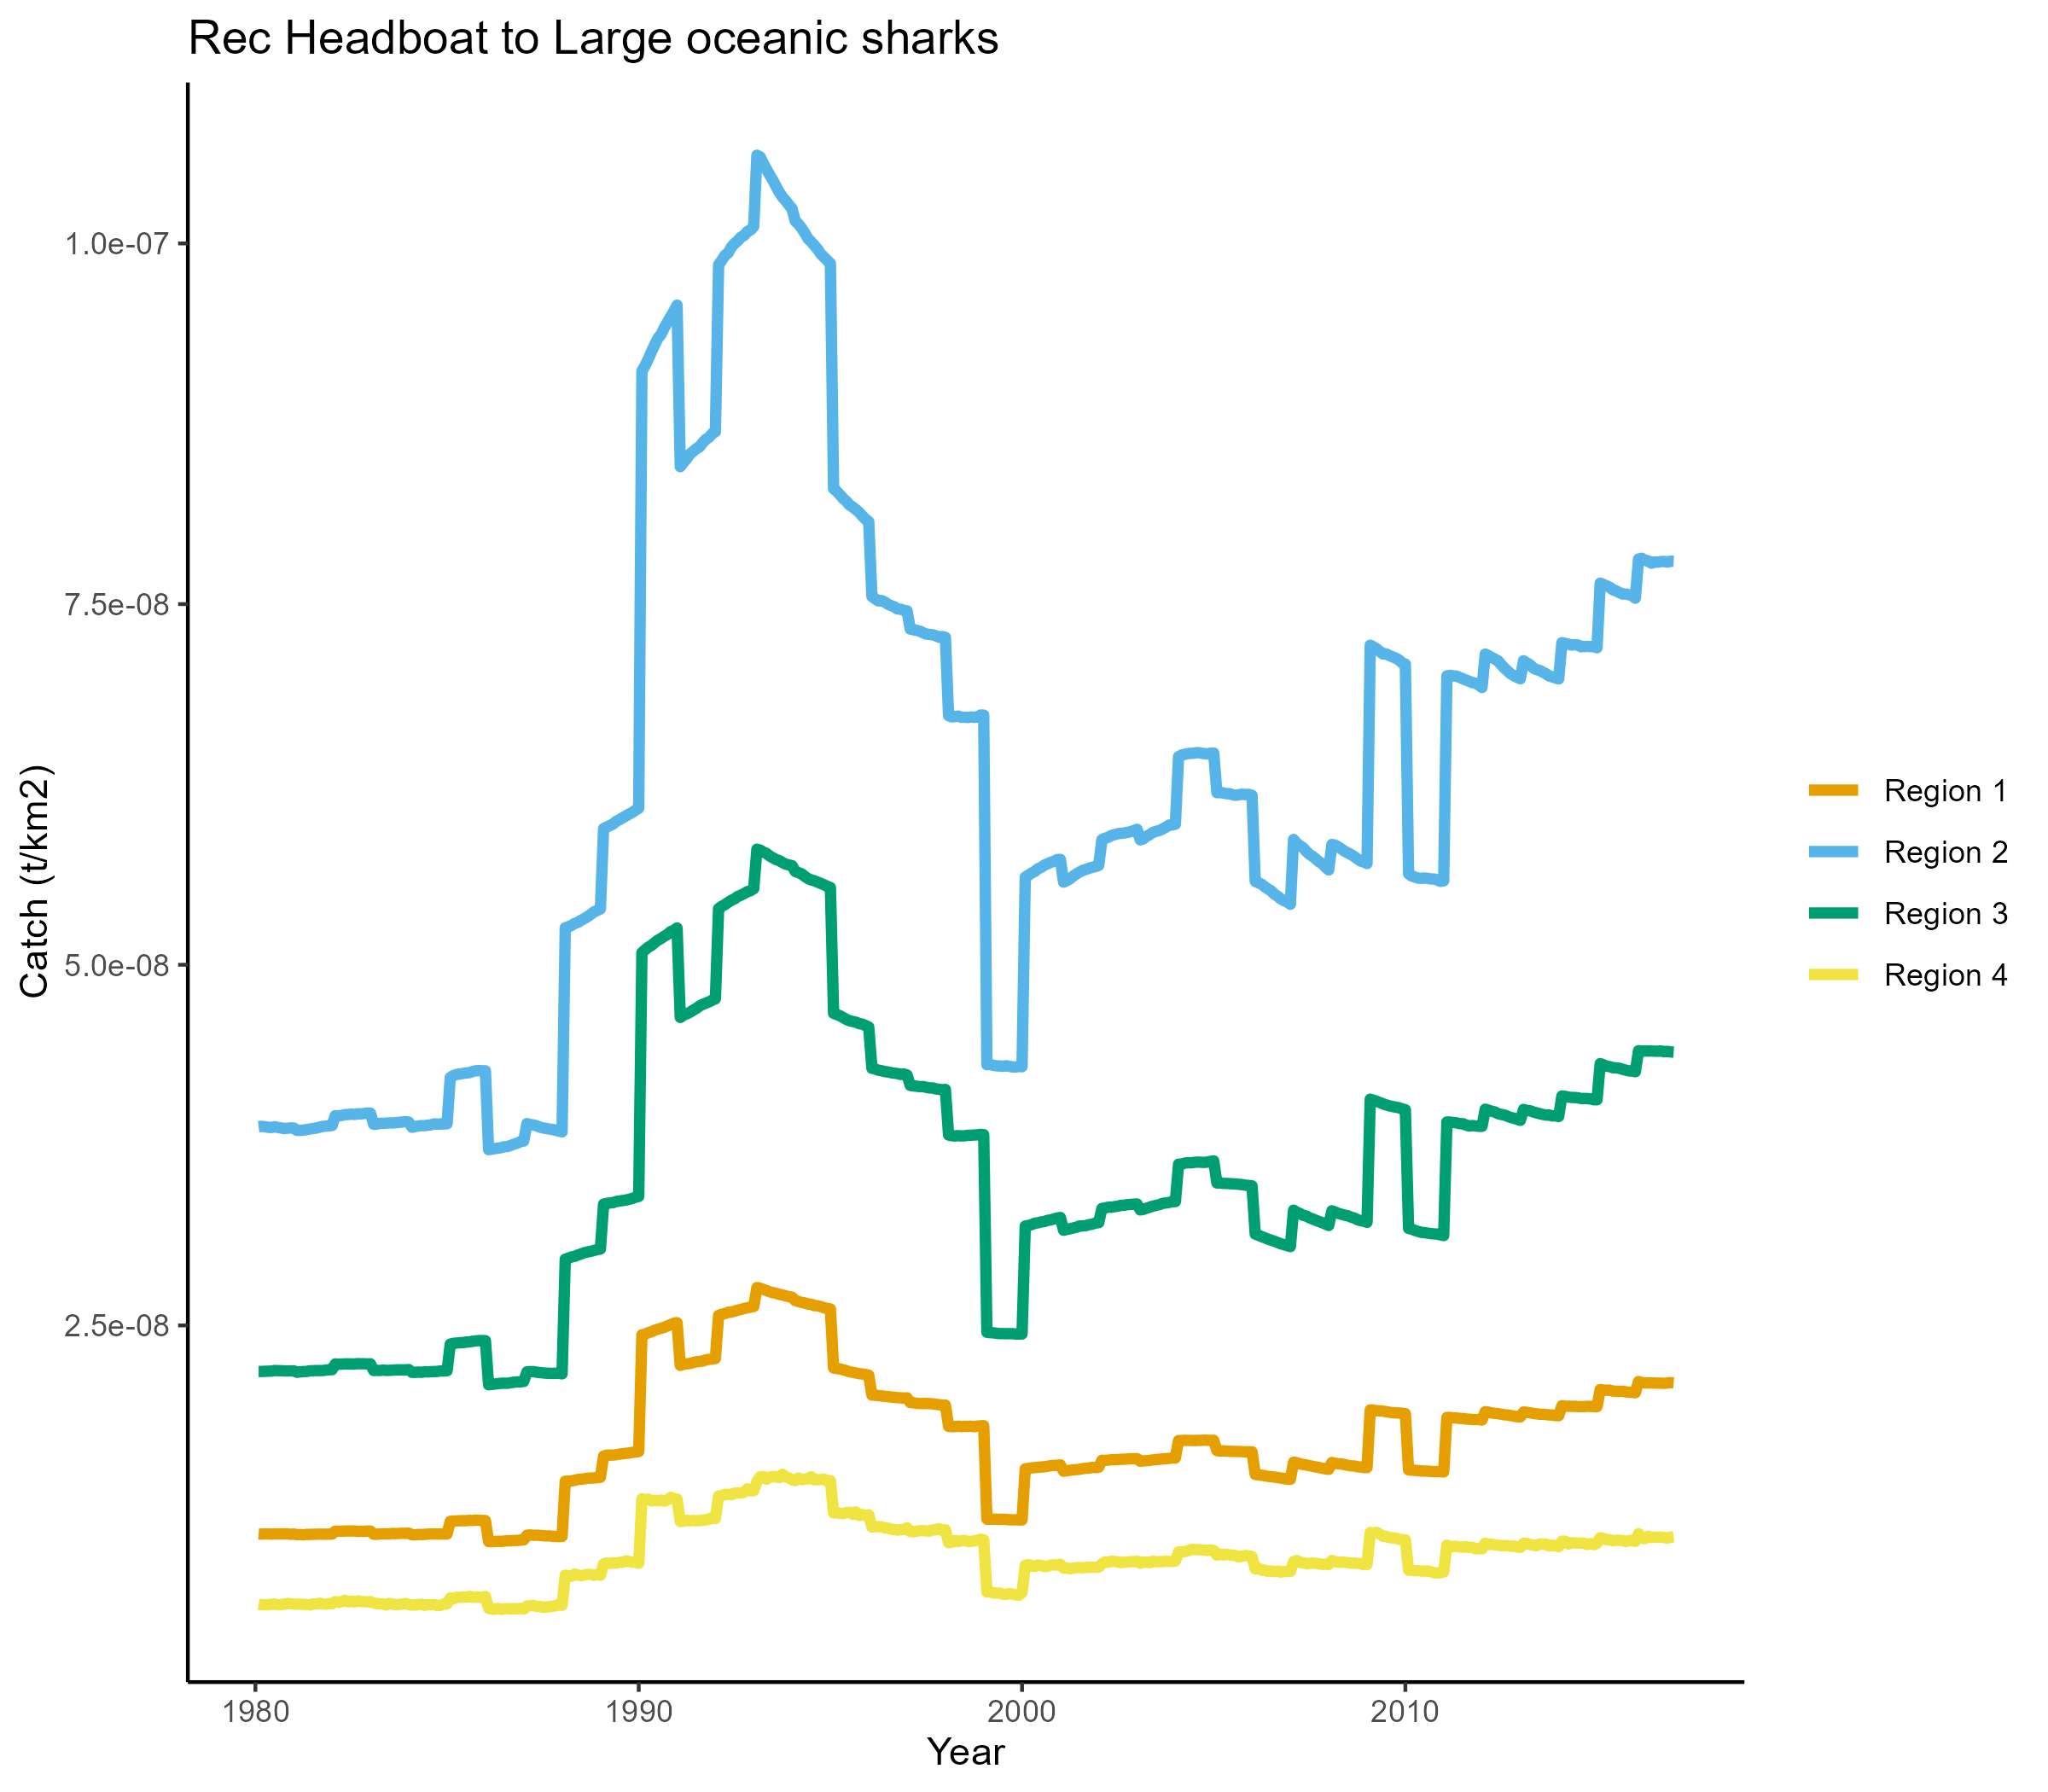 Rec Headboat to Large oceanic sharks
Catch (t/km2)
1.0e-07
7.5e-08
5.0e-08
2.5e-08
1980 1990 2000 2010
Year
Region 1
Region 2
Region 3
Region 4